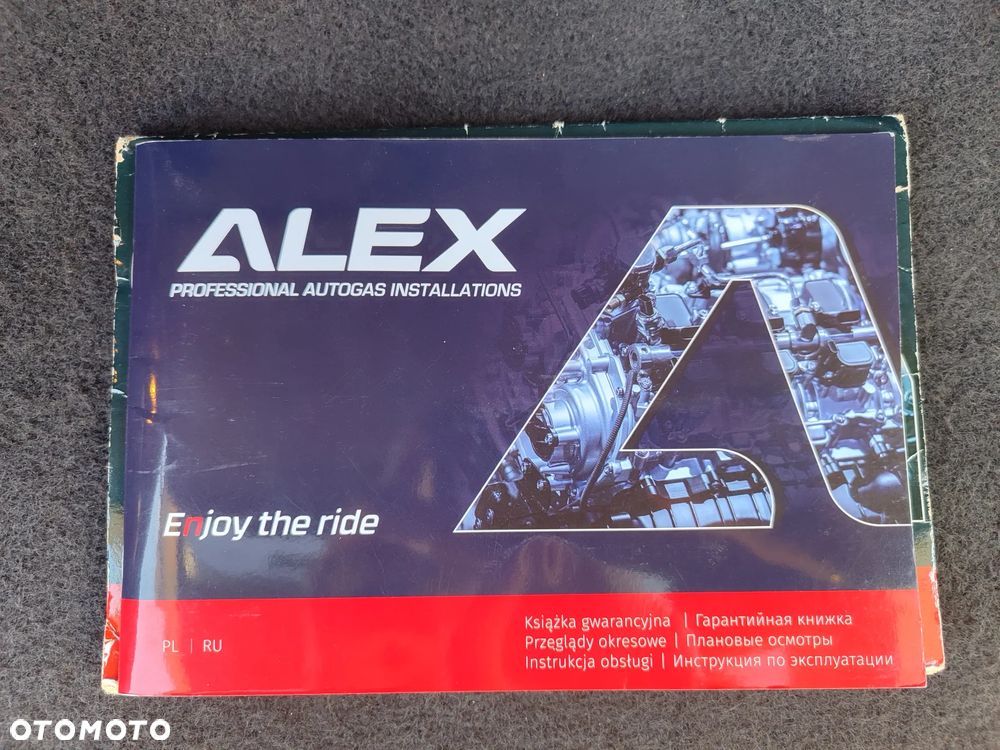 ALEX
PROFESSIONAL AUTOGAS INSTALLATIONS
Enjoy the ride
PL | RU
Książka gwarancyjna | Гарантийная книжка
Przeglądy okresowe | Плановые осмотры
Instrukcja obsługi | Инструкция по эксплуатации
OTOMOTO